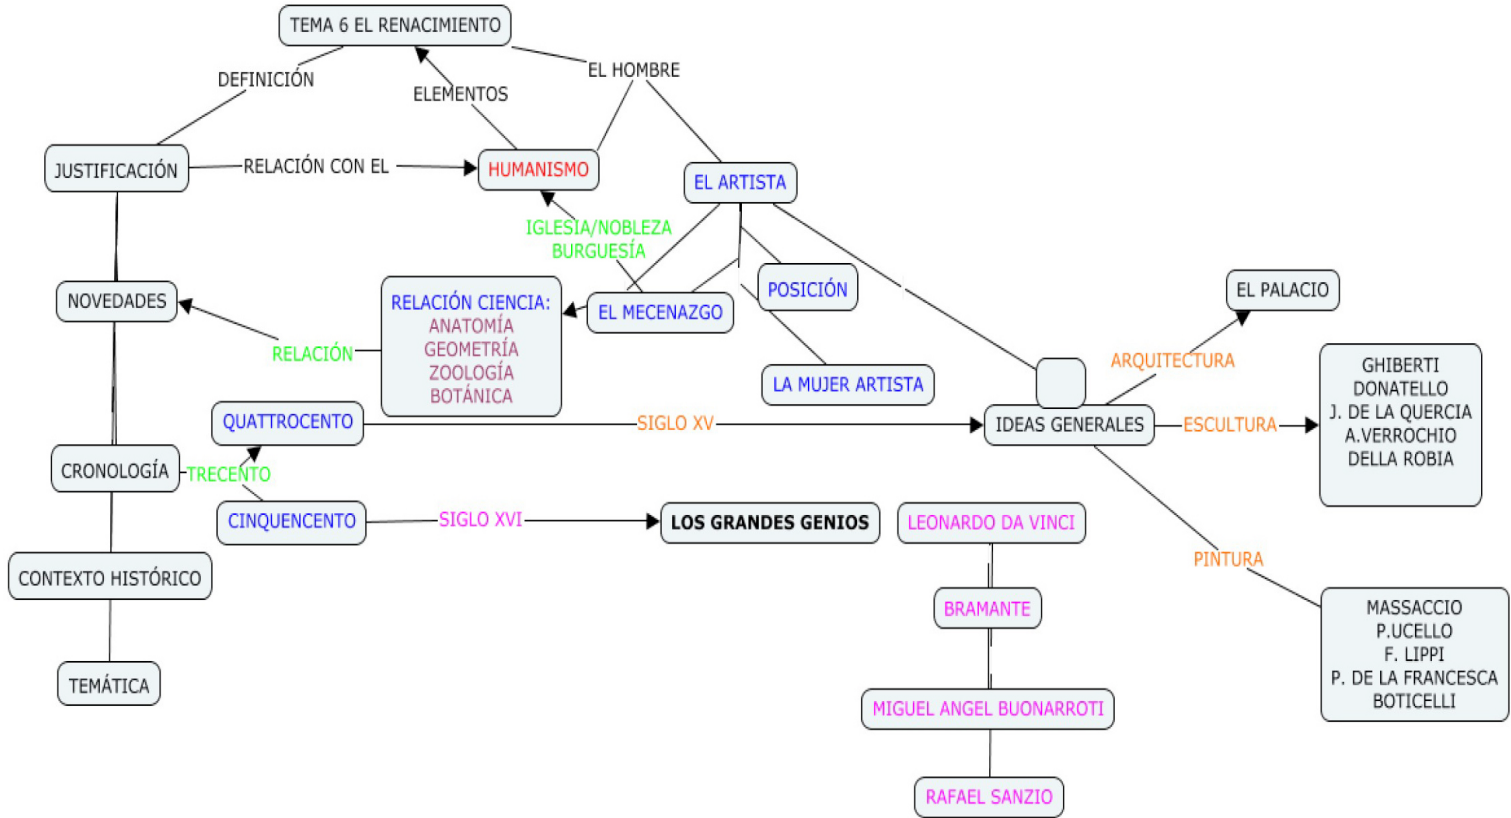 TEMA 6 EL RENACIMIENTO
DEFINICIÓN
EL HOMBRE
ELEMENTOS
JUSTIFICACIÓN
RELACIÓN CON EL
HUMANISMO
EL ARTISTA
IGLESIA/NOBLEZA
BURGUESÍA
NOVEDADES
RELACIÓN CIENCIA:
ANATOMÍA
GEOMETRÍA
ZOOLOGÍA
BOTÁNICA
EL MECENAZGO
POSICIÓN
EL PALACIO
RELACIÓN
LA MUJER ARTISTA
ARQUITECTURA
GHIBERTI
DONATELLO
J. DE LA QUERCIA
A.VERROCHIO
DELLA ROBIA
QUATTROCENTO
SIGLO XV
IDEAS GENERALES
ESCULTURA
CRONOLOGÍA
TRECENTO
CINQUENCENTO
SIGLO XVI
LOS GRANDES GENIOS
LEONARDO DA VINCI
PINTURA
CONTEXTO HISTÓRICO
BRAMANTE
MASSACCIO
P.UCELLO
F. LIPPI
P. DE LA FRANCESCA
BOTICELLI
TEMÁTICA
MIGUEL ANGEL BUONARROTI
RAFAEL SANZIO